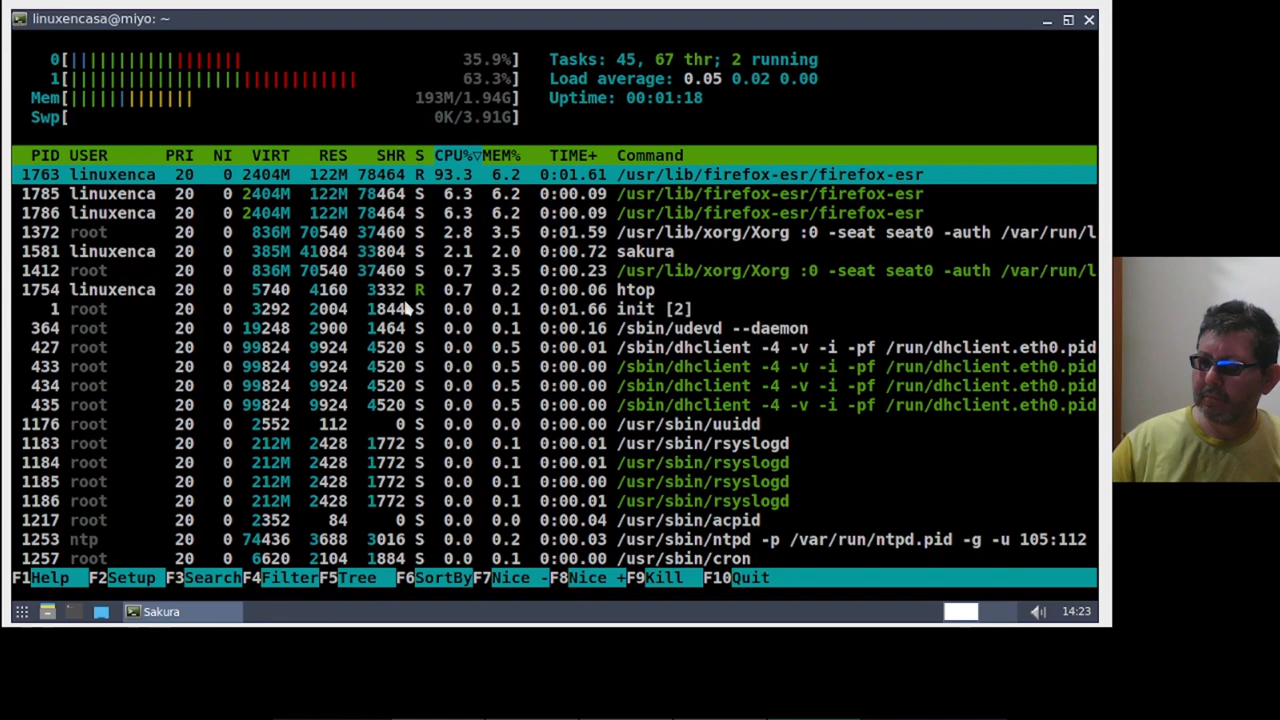 linuxencasa@miyo: ~
0[||||||||||||||||||| 35.9%] Tasks: 45, 67 thr; 2 running
1[|||||||||||||||||||||||||||||||| 63.3%] Load average: 0.05 0.02 0.00
Mem[||||||||||||| 193M/1.94G] Uptime: 00:01:18
Swp[ 0K/3.91G]
PID USER PRI NI VIRT RES SHR S CPU%▽MEM% TIME+ Command
1763 linuxenca 20 0 2404M 122M 78464 R 93.3 6.2 0:01.61 /usr/lib/firefox-esr/firefox-esr
1785 linuxenca 20 0 2404M 122M 78464 S 6.3 6.2 0:00.09 /usr/lib/firefox-esr/firefox-esr
1786 linuxenca 20 0 2404M 122M 78464 S 6.3 6.2 0:00.09 /usr/lib/firefox-esr/firefox-esr
1372 root 20 0 836M 70540 37460 S 2.8 3.5 0:01.59 /usr/lib/xorg/Xorg :0 -seat seat0 -auth /var/run/l
1581 linuxenca 20 0 385M 41084 33804 S 2.1 2.0 0:00.72 sakura
1412 root 20 0 836M 70540 37460 S 0.7 3.5 0:00.23 /usr/lib/xorg/Xorg :0 -seat seat0 -auth /var/run/l
1754 linuxenca 20 0 5740 4160 3332 R 0.7 0.2 0:00.06 htop
1 root 20 0 3292 2004 1844 S 0.0 0.1 0:01.66 init [2]
364 root 20 0 19248 2900 1464 S 0.0 0.1 0:00.16 /sbin/udevd --daemon
427 root 20 0 99824 9924 4520 S 0.0 0.5 0:00.01 /sbin/dhclient -4 -v -i -pf /run/dhclient.eth0.pid
433 root 20 0 99824 9924 4520 S 0.0 0.5 0:00.00 /sbin/dhclient -4 -v -i -pf /run/dhclient.eth0.pid
434 root 20 0 99824 9924 4520 S 0.0 0.5 0:00.00 /sbin/dhclient -4 -v -i -pf /run/dhclient.eth0.pid
435 root 20 0 99824 9924 4520 S 0.0 0.5 0:00.00 /sbin/dhclient -4 -v -i -pf /run/dhclient.eth0.pid
1176 root 20 0 2552 112 0 S 0.0 0.0 0:00.00 /usr/sbin/uuidd
1183 root 20 0 212M 2428 1772 S 0.0 0.1 0:00.01 /usr/sbin/rsyslogd
1184 root 20 0 212M 2428 1772 S 0.0 0.1 0:00.00 /usr/sbin/rsyslogd
1185 root 20 0 212M 2428 1772 S 0.0 0.1 0:00.00 /usr/sbin/rsyslogd
1186 root 20 0 212M 2428 1772 S 0.0 0.1 0:00.01 /usr/sbin/rsyslogd
1217 root 20 0 2352 84 0 S 0.0 0.0 0:00.04 /usr/sbin/acpid
1253 ntp 20 0 74436 3688 3016 S 0.0 0.2 0:00.03 /usr/sbin/ntpd -p /var/run/ntpd.pid -g -u 105:112
1257 root 20 0 6620 2104 1884 S 0.0 0.1 0:00.00 /usr/sbin/cron
F1Help F2Setup F3SearchF4FilterF5Tree F6SortByF7Nice -F8Nice +F9Kill F10Quit
Sakura 14:23